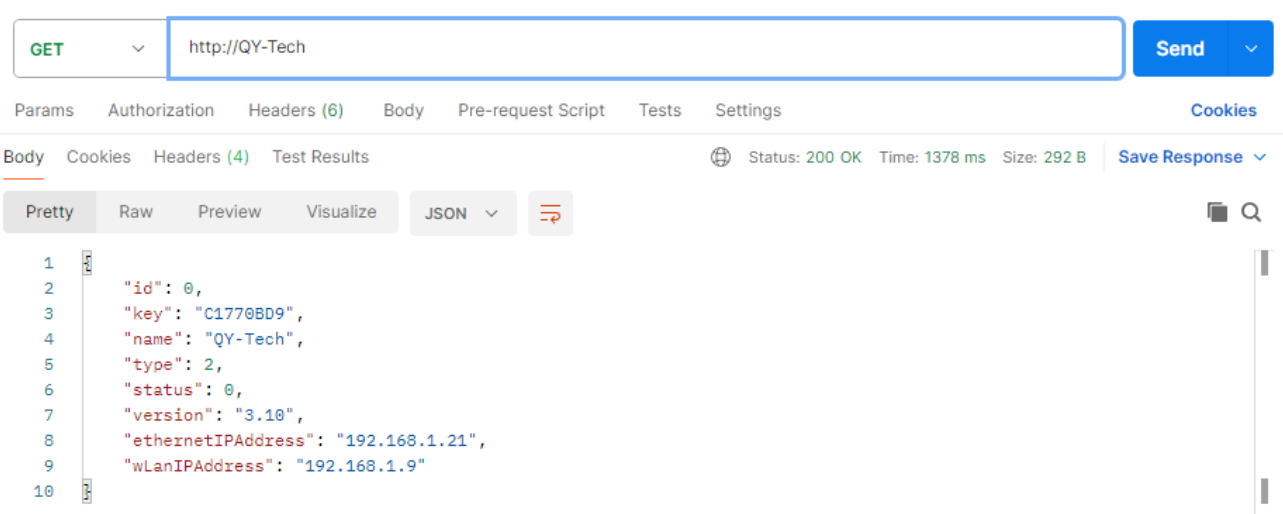 GET http://QY-Tech Send
Params Authorization Headers (6) Body Pre-request Script Tests Settings Cookies
Body Cookies Headers (4) Test Results Status: 200 OK Time: 1378 ms Size: 292 B Save Response
Pretty Raw Preview Visualize JSON
1 {
2 "id": 0,
3 "key": "C1770BD9",
4 "name": "QY-Tech",
5 "type": 2,
6 "status": 0,
7 "version": "3.10",
8 "ethernetIPAddress": "192.168.1.21",
9 "wLanIPAddress": "192.168.1.9"
10 }